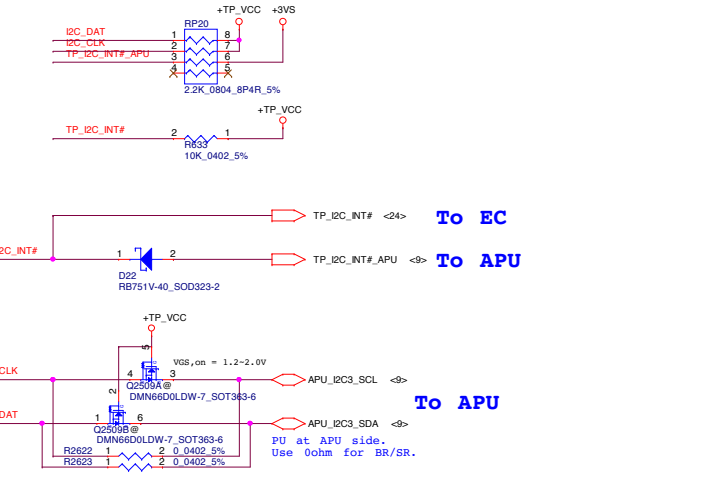 +TP_VCC +3VS
RP20
I2C_DAT 1 8
I2C_CLK 2 7
TP_I2C_INT#_APU 3 6
4 5
2.2K_0804_8P4R_5%
+TP_VCC
TP_I2C_INT# 2 1
R633
10K_0402_5%
TP_I2C_INT# <24> To EC
2C_INT# 1 2 TP_I2C_INT#_APU <9> To APU
D22
RB751V-40_SOD323-2
+TP_VCC
5
VGS,on = 1.2~2.0V
CLK 4 3 APU_I2C3_SCL <9>
Q2509A@
2 DMN66D0LDW-7_SOT363-6
To APU
DAT 1 6 APU_I2C3_SDA <9>
Q2509B@
DMN66D0LDW-7_SOT363-6
PU at APU side.
Use 0ohm for BR/SR.
R2622 1 2 0_0402_5%
R2623 1 2 0_0402_5%